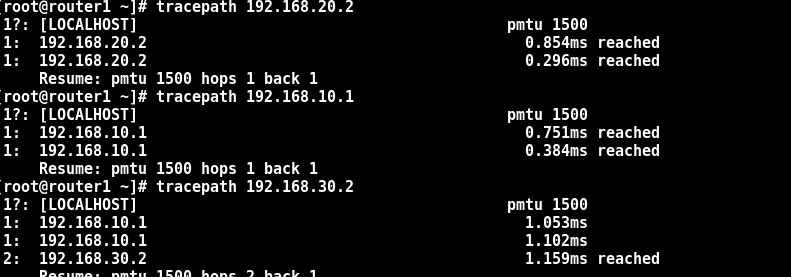 [root@router1 ~]# tracepath 192.168.20.2
1?: [LOCALHOST] pmtu 1500
1: 192.168.20.2 0.854ms reached
1: 192.168.20.2 0.296ms reached
Resume: pmtu 1500 hops 1 back 1
[root@router1 ~]# tracepath 192.168.10.1
1?: [LOCALHOST] pmtu 1500
1: 192.168.10.1 0.751ms reached
1: 192.168.10.1 0.384ms reached
Resume: pmtu 1500 hops 1 back 1
[root@router1 ~]# tracepath 192.168.30.2
1?: [LOCALHOST] pmtu 1500
1: 192.168.10.1 1.053ms
1: 192.168.10.1 1.102ms
2: 192.168.30.2 1.159ms reached
Resume: pmtu 1500 hops 2 back 1